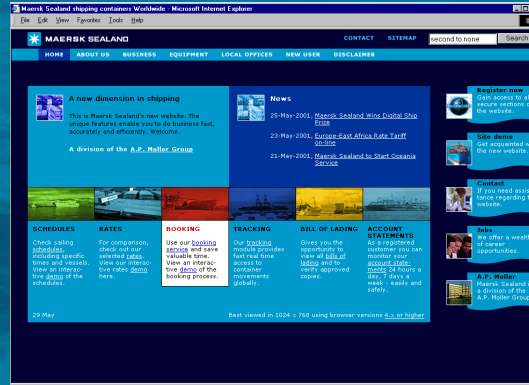 Maersk Sealand shipping containers Worldwide - Microsoft Internet Explorer
File Edit View Favorites Tools Help
MAERSK SEALAND
CONTACT SITEMAP
second to none
Search
HOME ABOUT US BUSINESS EQUIPMENT LOCAL OFFICES NEW USER DISCLAIMER
A new dimension in shipping
This is Maersk Sealand's new website. The
unique features enable you to do business fast,
accurately and efficiently. Welcome.
A division of the A.P. Moller Group
News
25-May-2001, Maersk Sealand Wins Digital Ship
Prize
23-May-2001, Europe-East Africa Rate Tariff
on-line
21-May-2001, Maersk Sealand to Start Oceania
Service
Register now
Gain access to
secure sections
the website.
Site demo
Get acquainted
the new website.
Contact
If you need
tance regarding
website.
Jobs
We offer a
of career
opportunities.
A.P. Moller
Maersk Sealand
a division of the
A.P. Moller Group
SCHEDULES
Check sailing
schedules,
including specific
times and vessels.
View an interac-
tive demo of the
schedules.
RATES
For comparison,
check out our
selected rates.
View our interac-
tive rates demo
here.
BOOKING
Use our booking
service and save
valuable time.
View an interac-
tive demo of the
booking process.
TRACKING
Our tracking
module provides
fast real time
access to
container
movements
globally.
BILL OF LADING
Gives you the
opportunity to
view all bills of
lading and to
verify approved
copies.
ACCOUNT
STATEMENTS
As a registered
customer you can
monitor your
account state-
ments 24 hours a
day, 7 days a
week - easily and
safely.
29 May
Best viewed in 1024 x 768 using browser versions 4.x or higher